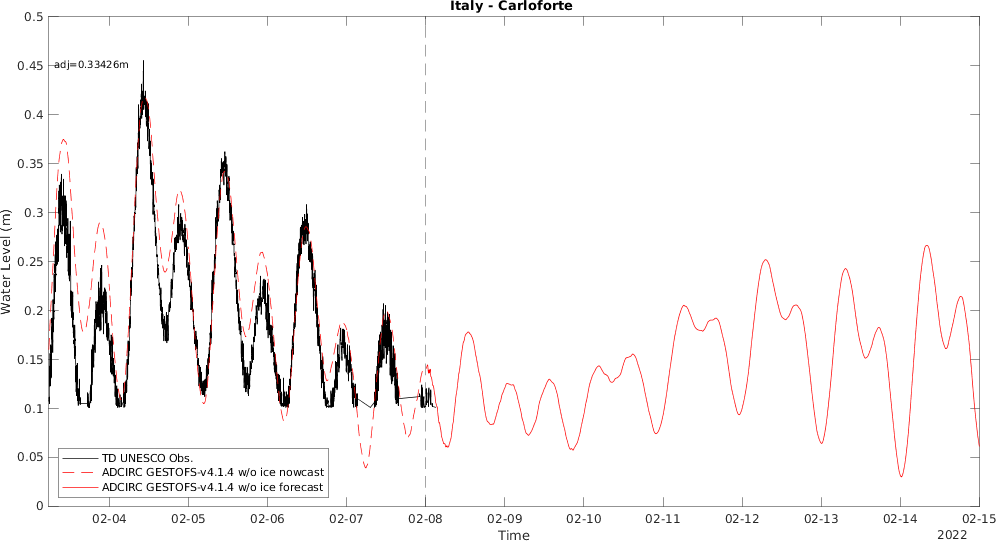 Italy - Carloforte
0.5
0.45
0.4
0.35
0.3
0.25
0.2
0.15
0.1
0.05
0
Water Level (m)
adj=0.33426m
TD UNESCO Obs.
ADCIRC GESTOFS-v4.1.4 w/o ice nowcast
ADCIRC GESTOFS-v4.1.4 w/o ice forecast
02-04 02-05 02-06 02-07 02-08 02-09 02-10 02-11 02-12 02-13 02-14 02-15
Time
2022